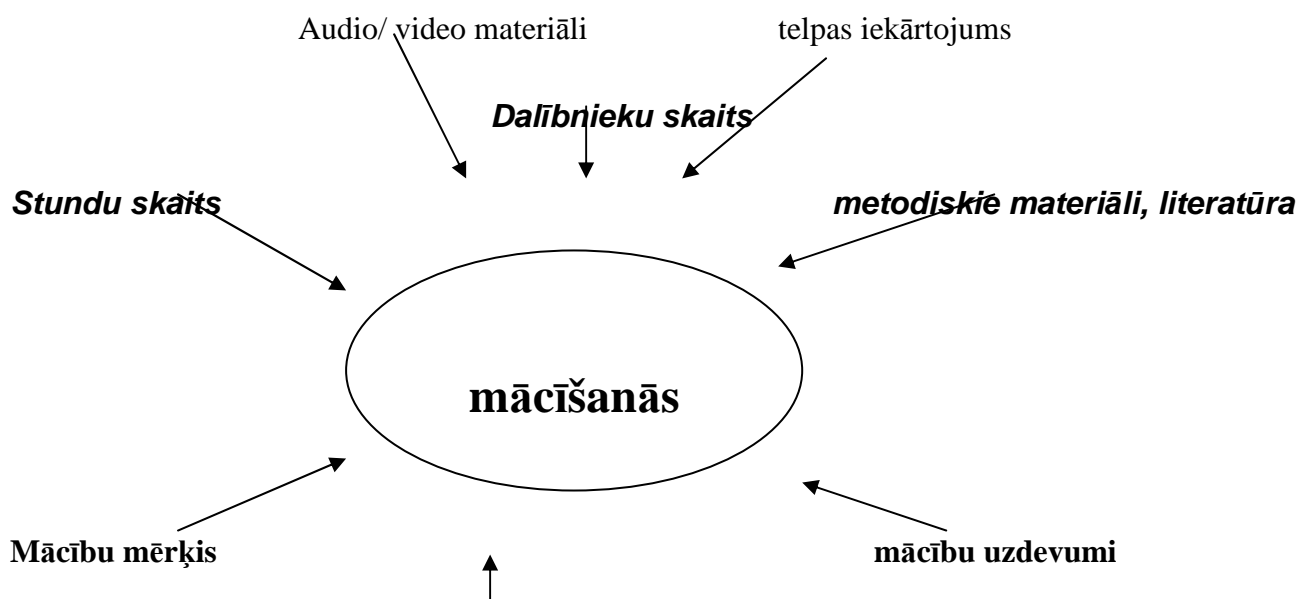 Audio/ video materiāli
telpas iekārtojums
Dalībnieku skaits
Stundu skaits
metodiskie materiāli, literatūra
mācīšanās
Mācību mērķis
mācību uzdevumi